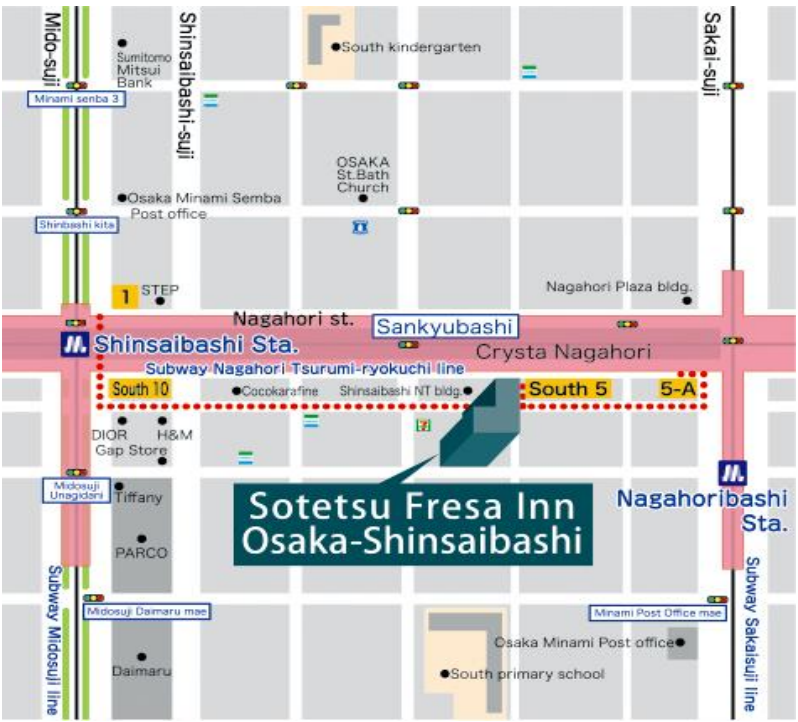 Mido-suji
Shinsaibashi-suji
Sakai-suji
Sumitomo
Mitsui
Bank
South kindergarten
Minami senba 3
OSAKA
St.Bath
Church
Osaka Minami Semba
Post office
Shinbashi kita
1
STEP
Nagahori Plaza bldg.
Nagahori st.
Sankyubashi
M.
Shinsaibashi Sta.
Crysta Nagahori
Subway Nagahori Tsurumi-ryokuchi line
South 10
Cocokarafine
Shinsaibashi NT bldg.
South 5
5-A
7
DIOR
H&M
Gap Store
Midosuji
Unagidani
Tiffany
M.
Nagahoribashi
Sta.
Sotetsu Fresa Inn
Osaka-Shinsaibashi
PARCO
Subway Midosuji line
Midosuji Daimaru mae
Minami Post Office mae
Subway Sakaisuji line
Osaka Minami Post office
Daimaru
South primary school